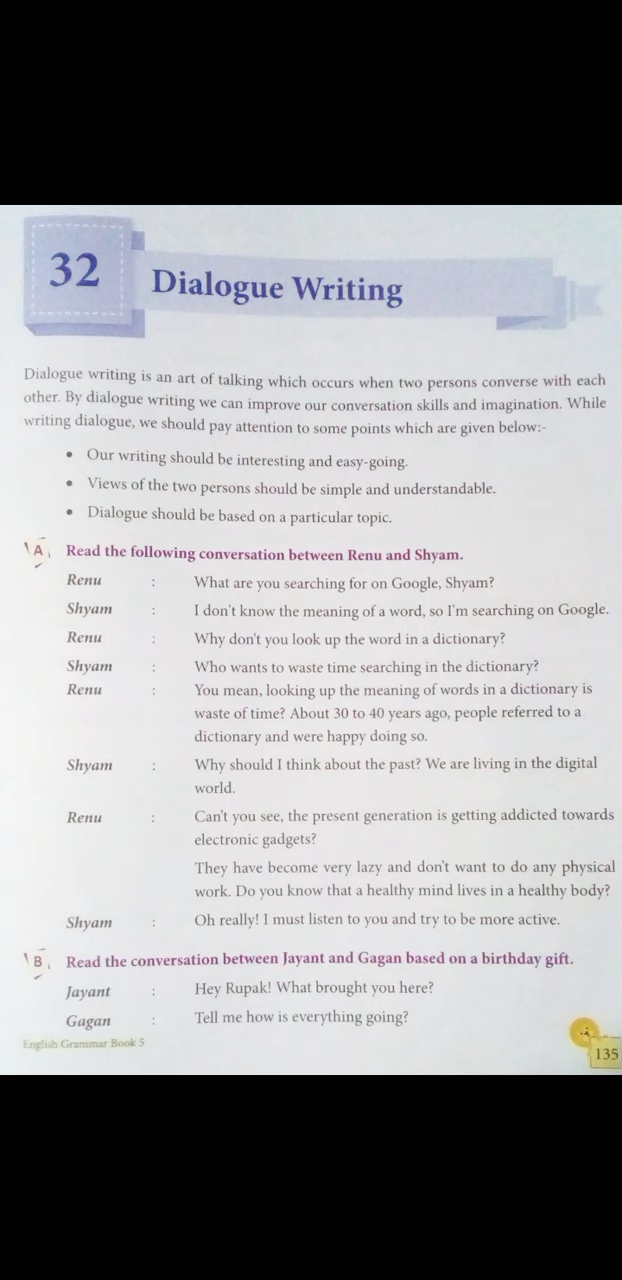 32
Dialogue Writing
Dialogue writing is an art of talking which occurs when two persons converse with each
other. By dialogue writing we can improve our conversation skills and imagination. While
writing dialogue, we should pay attention to some points which are given below:-
• Our writing should be interesting and easy-going.
• Views of the two persons should be simple and understandable.
• Dialogue should be based on a particular topic.
A Read the following conversation between Renu and Shyam.
Renu : What are you searching for on Google, Shyam?
Shyam : I don't know the meaning of a word, so I'm searching on Google.
Renu : Why don't you look up the word in a dictionary?
Shyam : Who wants to waste time searching in the dictionary?
Renu : You mean, looking up the meaning of words in a dictionary is
waste of time? About 30 to 40 years ago, people referred to a
dictionary and were happy doing so.
Shyam : Why should I think about the past? We are living in the digital
world.
Renu : Can't you see, the present generation is getting addicted towards
electronic gadgets?
They have become very lazy and don't want to do any physical
work. Do you know that a healthy mind lives in a healthy body?
Shyam : Oh really! I must listen to you and try to be more active.
B Read the conversation between Jayant and Gagan based on a birthday gift.
Jayant : Hey Rupak! What brought you here?
Gagan : Tell me how is everything going?
English Grammar Book 5
135